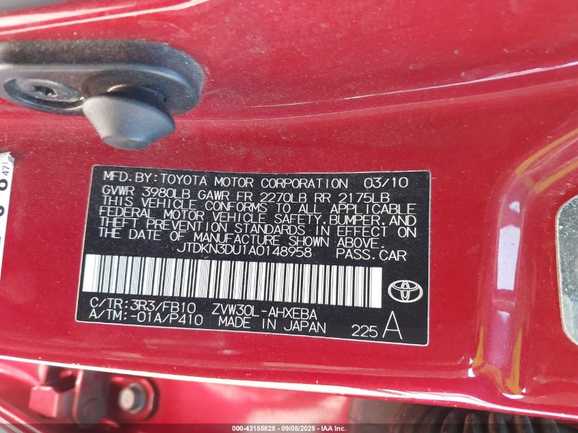 MFD.BY:TOYOTA MOTOR CORPORATION 03/10
GVWR 3980LB GAWR FR 2270LB RR 2175LB
THIS VEHICLE CONFORMS TO ALL APPLICABLE
FEDERAL MOTOR VEHICLE SAFETY,BUMPER,AND
THEFT PREVENTION STANDARDS IN EFFECT ON
THE DATE OF MANUFACTURE SHOWN ABOVE.
JTDKN3DU1A0148958 PASS.CAR
C/TR:3R3/FB10 ZVW30L-AHXEBA
A/TM:-01A/P410 MADE IN JAPAN 225 A
000-43158628 - 09/05/2025 - © IAA Inc.